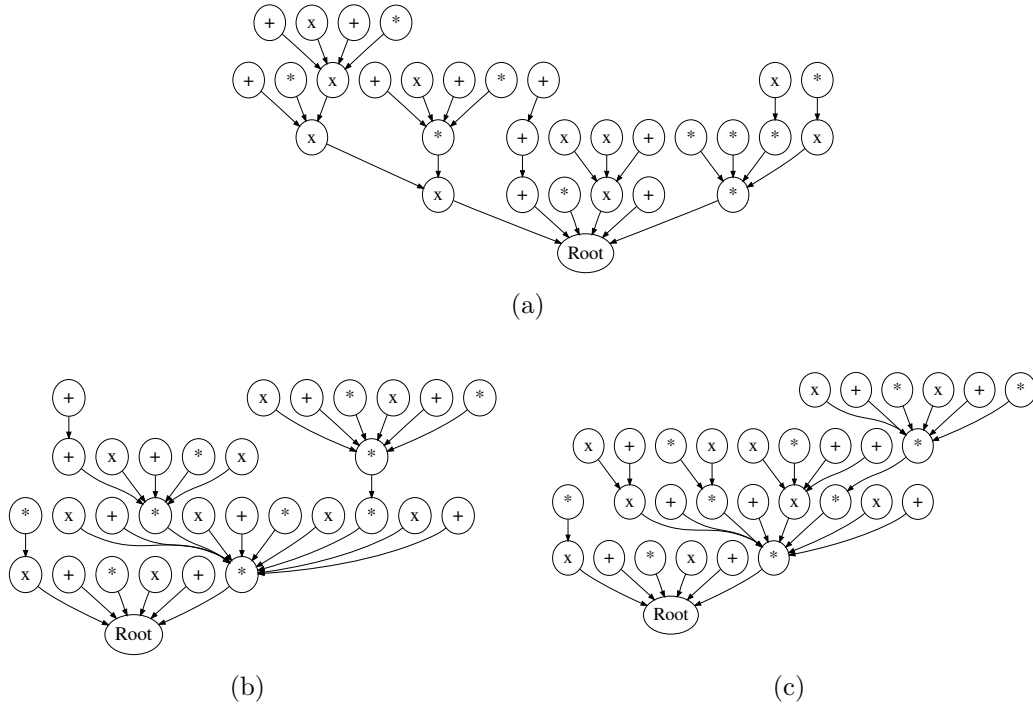 + x + *
+ * x + x + * + x *
x * + x x + * * * x
x + * x + *
Root
(a)
+ x + * x + *
+ x + * x *
* x + * x + * x * x +
x + * x + *
Root
(b)
x + * x + *
x + * x x * + + *
* x + * + x * x +
x + * x + *
Root
(c)